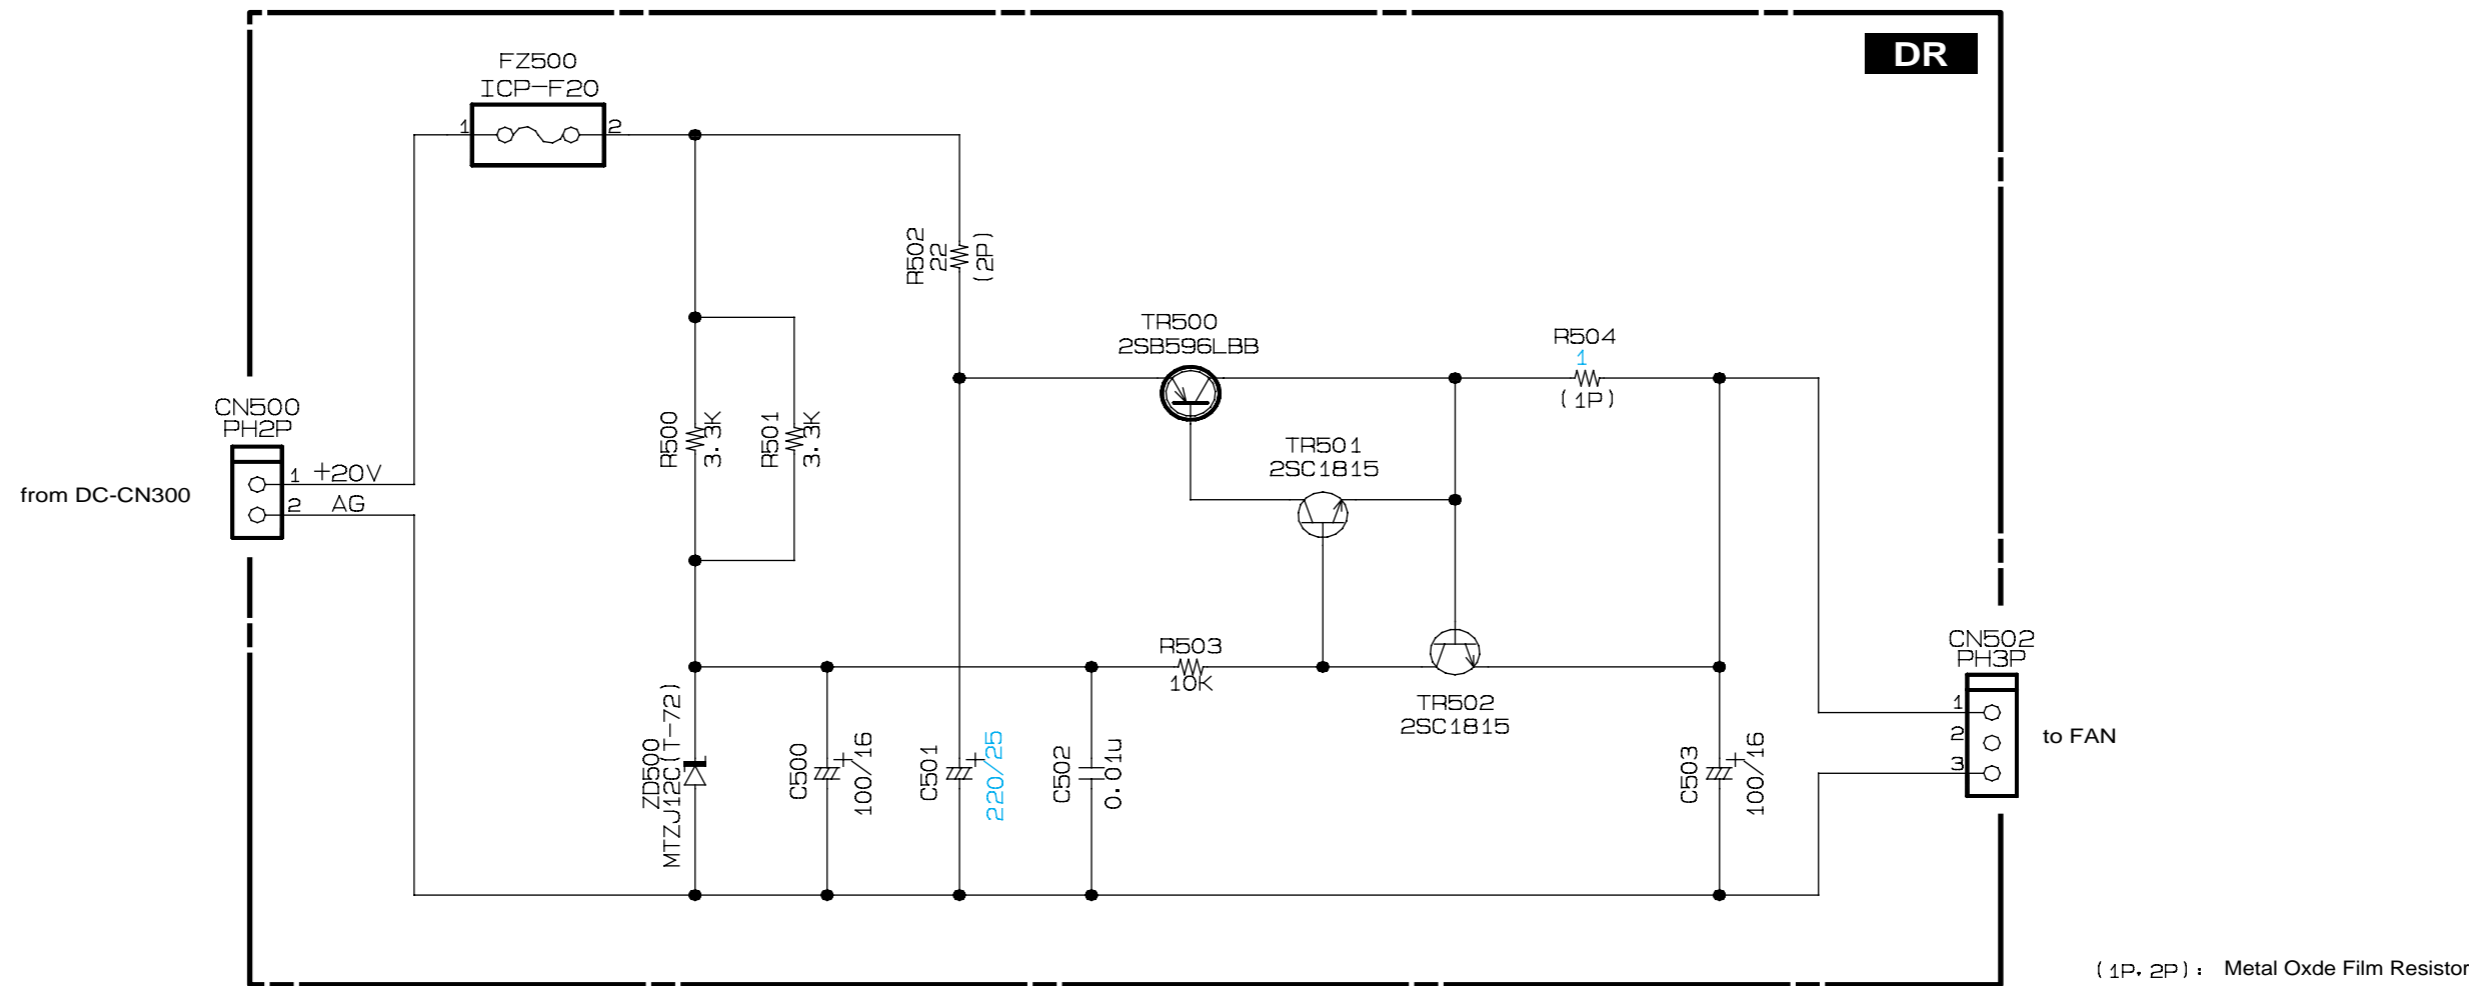 DR
FZ500
ICP-F20
1
2
R502
22
(2P)
TR500
2SB596LBB
R504
1
(1P)
CN500
PH2P
R500
3.3K
R501
3.3K
TR501
2SC1815
1 +20V
2 AG
from DC-CN300
R503
10K
TR502
2SC1815
CN502
PH3P
1
2
3
to FAN
ZD500
MTZJ12C(T-72)
C500
+
100/16
C501
+
220/25
C502
0.01u
C503
+
100/16
(1P, 2P) : Metal Oxde Film Resistor